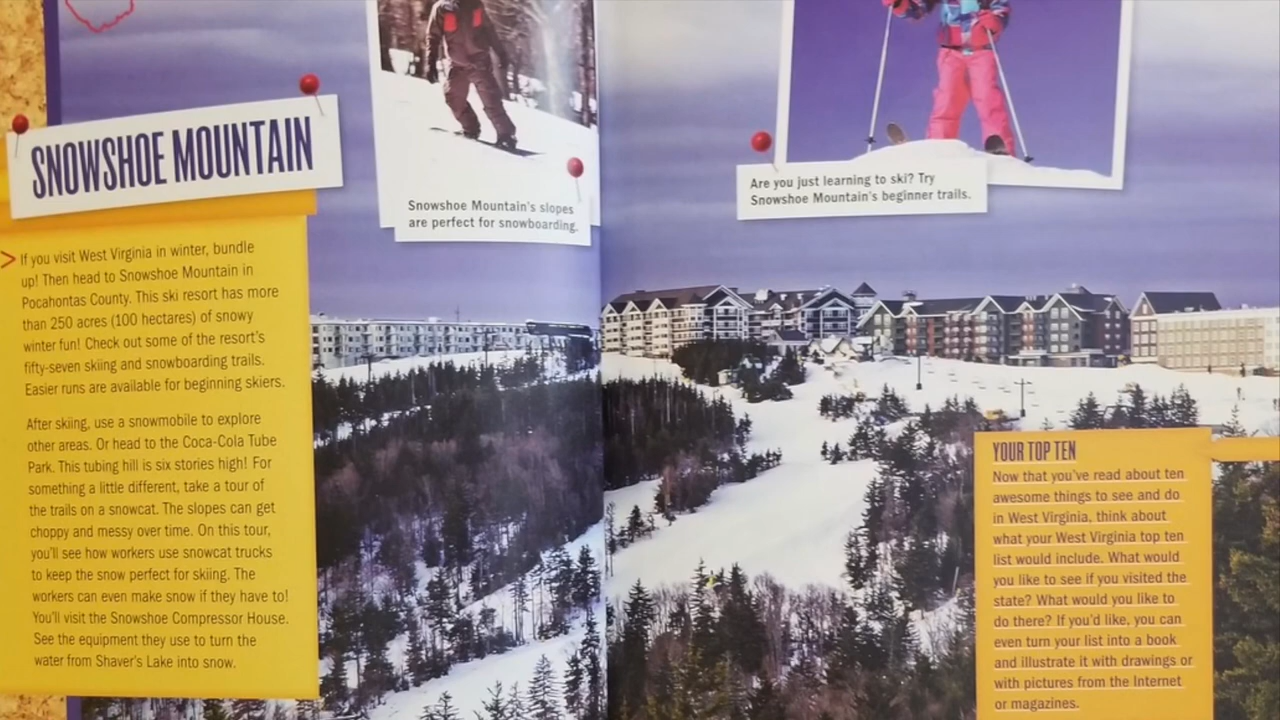 SNOWSHOE MOUNTAIN
If you visit West Virginia in winter, bundle
up! Then head to Snowshoe Mountain in
Pocahontas County. This ski resort has more
than 250 acres (100 hectares) of snowy
winter fun! Check out some of the resort's
fifty-seven skiing and snowboarding trails.
Easier runs are available for beginning skiers.
After skiing, use a snowmobile to explore
other areas. Or head to the Coca-Cola Tube
Park. This tubing hill is six stories high! For
something a little different, take a tour of
the trails on a snowcat. The slopes can get
choppy and messy over time. On this tour,
you'll see how workers use snowcat trucks
to keep the snow perfect for skiing. The
workers can even make snow if they have to!
You'll visit the Snowshoe Compressor House.
See the equipment they use to turn the
water from Shaver's Lake into snow.
Snowshoe Mountain's slopes
are perfect for snowboarding.
Are you just learning to ski? Try
Snowshoe Mountain's beginner trails.
YOUR TOP TEN
Now that you've read about ten
awesome things to see and do
in West Virginia, think about
what your West Virginia top ten
list would include. What would
you like to see if you visited the
state? What would you like to
do there? If you'd like, you can
even turn your list into a book
and illustrate it with drawings or
with pictures from the Internet
or magazines.